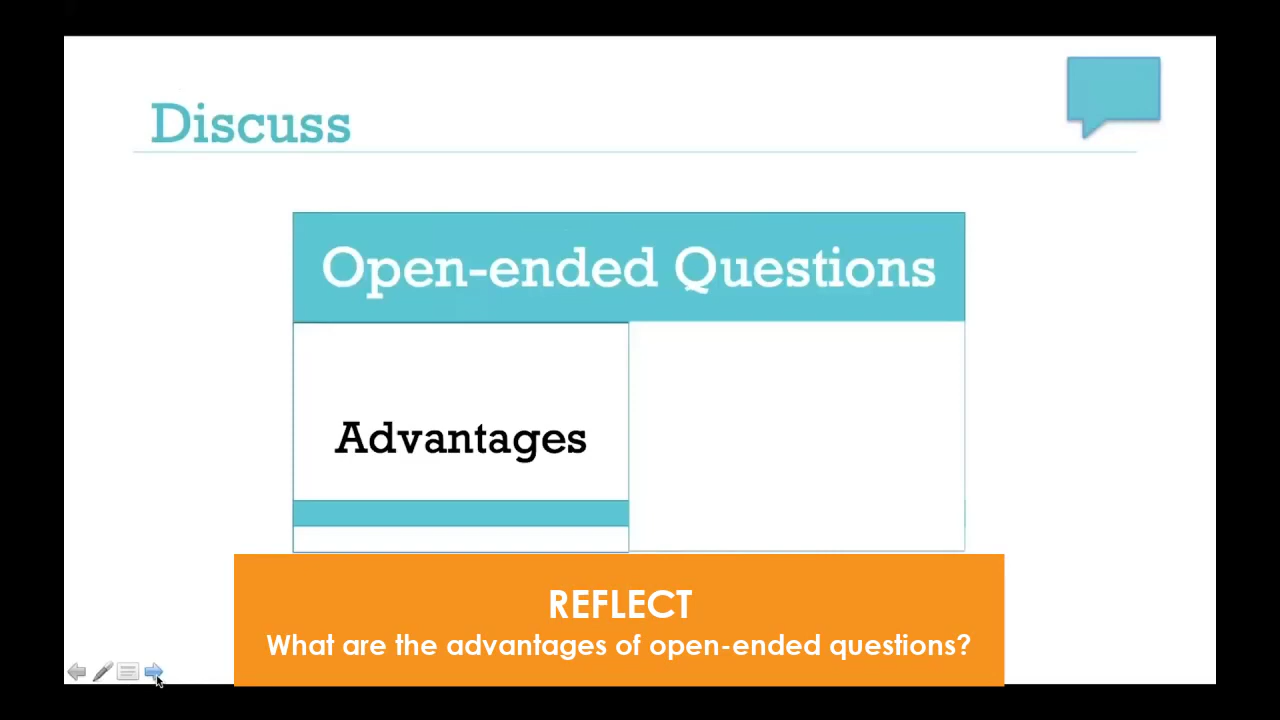 Discuss
Open-ended Questions
Advantages
REFLECT
What are the advantages of open-ended questions?